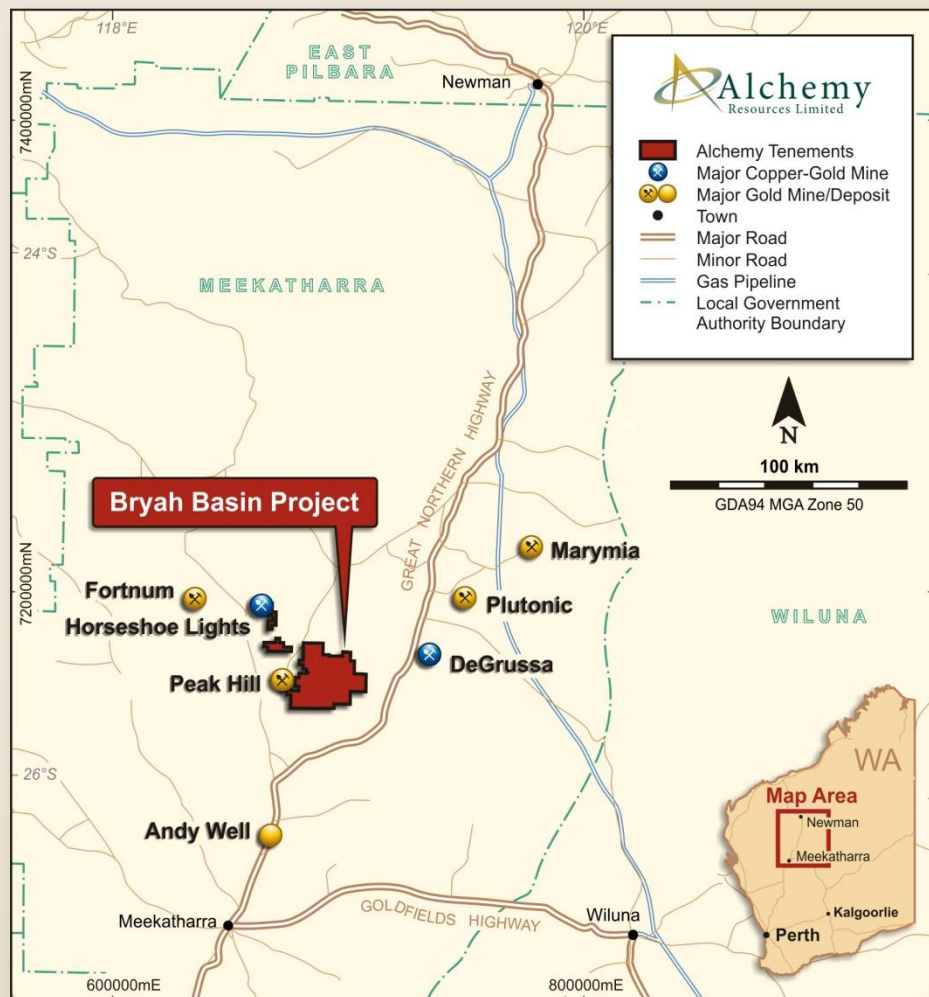 118°E
120°E
EAST
PILBARA
Newman
7400000mN
Alchemy
Resources Limited
Alchemy Tenements
Major Copper-Gold Mine
Major Gold Mine/Deposit
Town
Major Road
Minor Road
Gas Pipeline
Local Government
Authority Boundary
24°S
MEEKATHARRA
N
100 km
GDA94 MGA Zone 50
GREAT NORTHERN HIGHWAY
Bryah Basin Project
Marymia
7200000mN
Fortnum
Plutonic
Horseshoe Lights
WILUNA
DeGrussa
Peak Hill
26°S
WA
Map Area
Newman
Meekatharra
Kalgoorlie
Perth
Andy Well
Meekatharra
GOLDFIELDS HIGHWAY
Wiluna
600000mE
800000mE